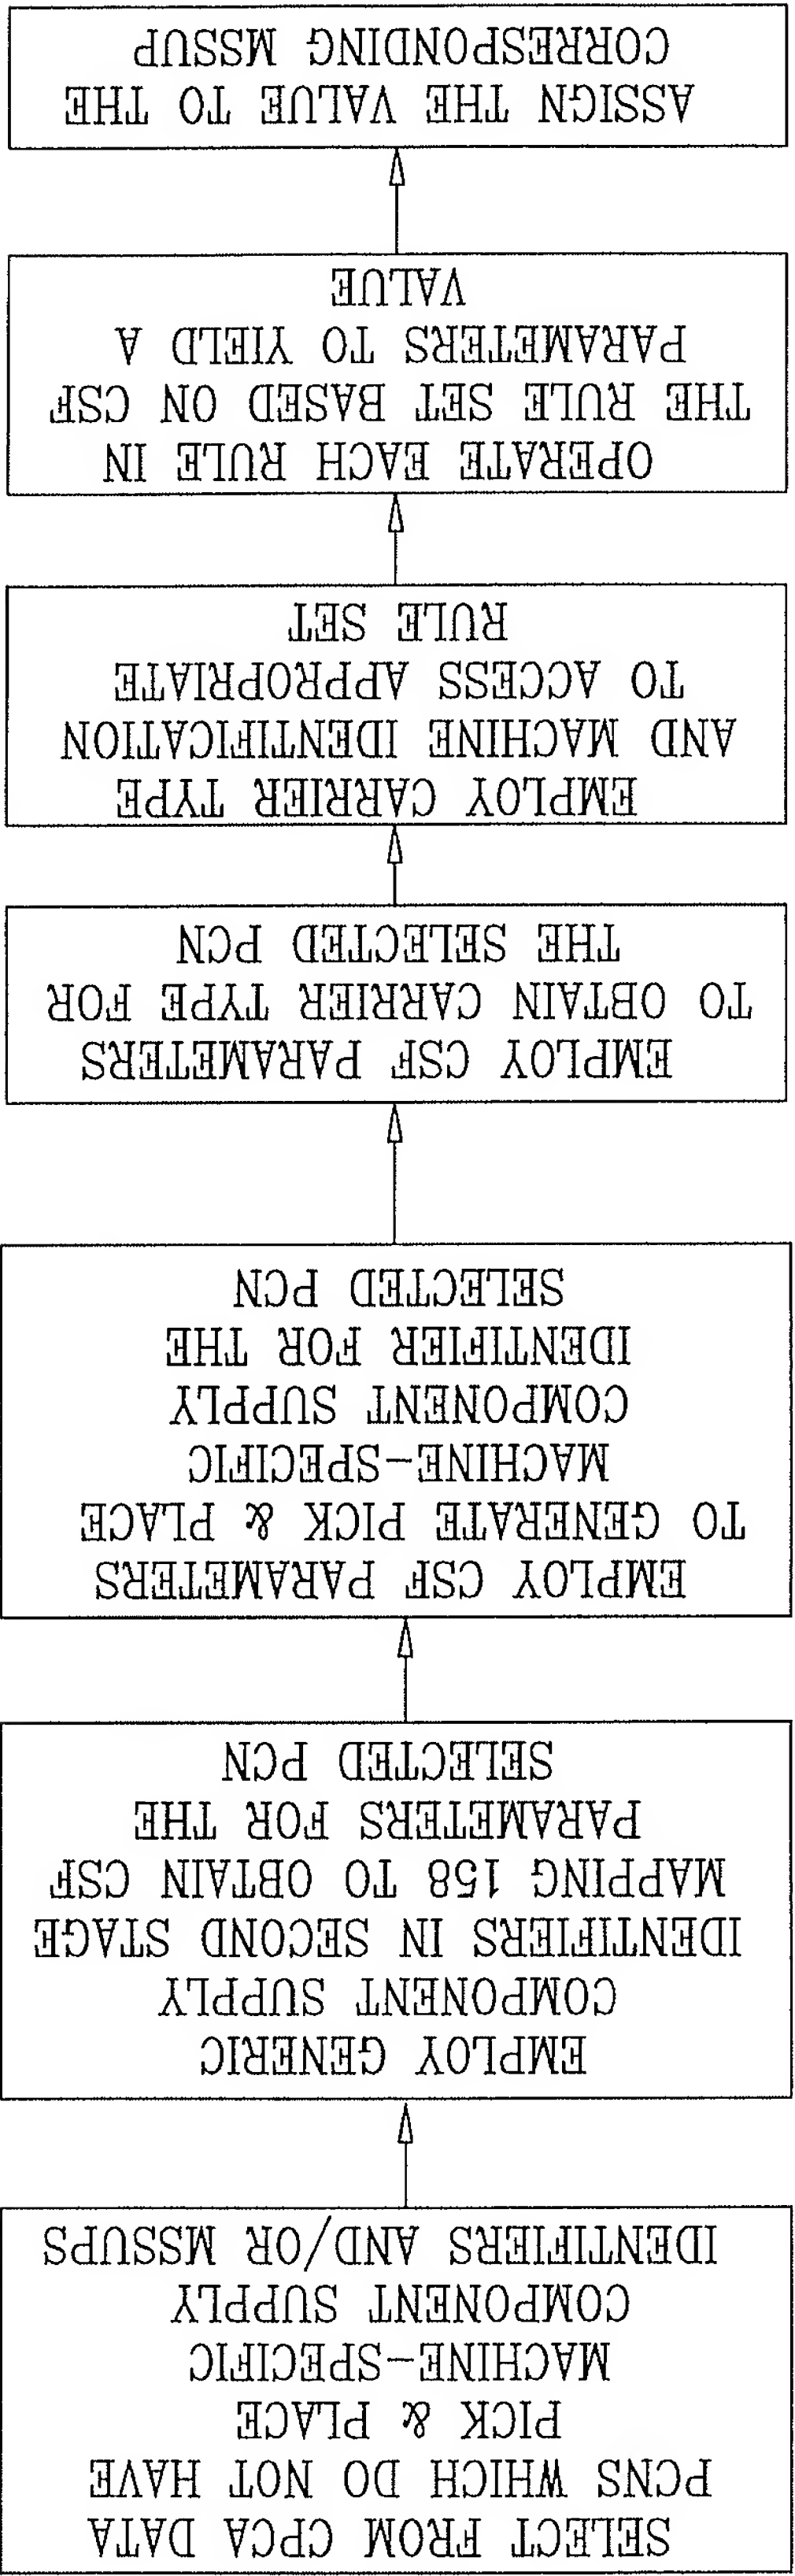 SELECT FROM CPCA DATA
PCNS WHICH DO NOT HAVE
PICK & PLACE
MACHINE-SPECIFIC
COMPONENT SUPPLY
IDENTIFIERS AND/OR MSSUPS
EMPLOY GENERIC
COMPONENT SUPPLY
IDENTIFIERS IN SECOND STAGE
MAPPING 158 TO OBTAIN CSF
PARAMETERS FOR THE
SELECTED PCN
EMPLOY CSF PARAMETERS
TO GENERATE PICK & PLACE
MACHINE-SPECIFIC
COMPONENT SUPPLY
IDENTIFIER FOR THE
SELECTED PCN
EMPLOY CSF PARAMETERS
TO OBTAIN CARRIER TYPE FOR
THE SELECTED PCN
EMPLOY CARRIER TYPE
AND MACHINE IDENTIFICATION
TO ACCESS APPROPRIATE
RULE SET
OPERATE EACH RULE IN
THE RULE SET BASED ON CSF
PARAMETERS TO YIELD A
VALUE
ASSIGN THE VALUE TO THE
CORRESPONDING MSSUP